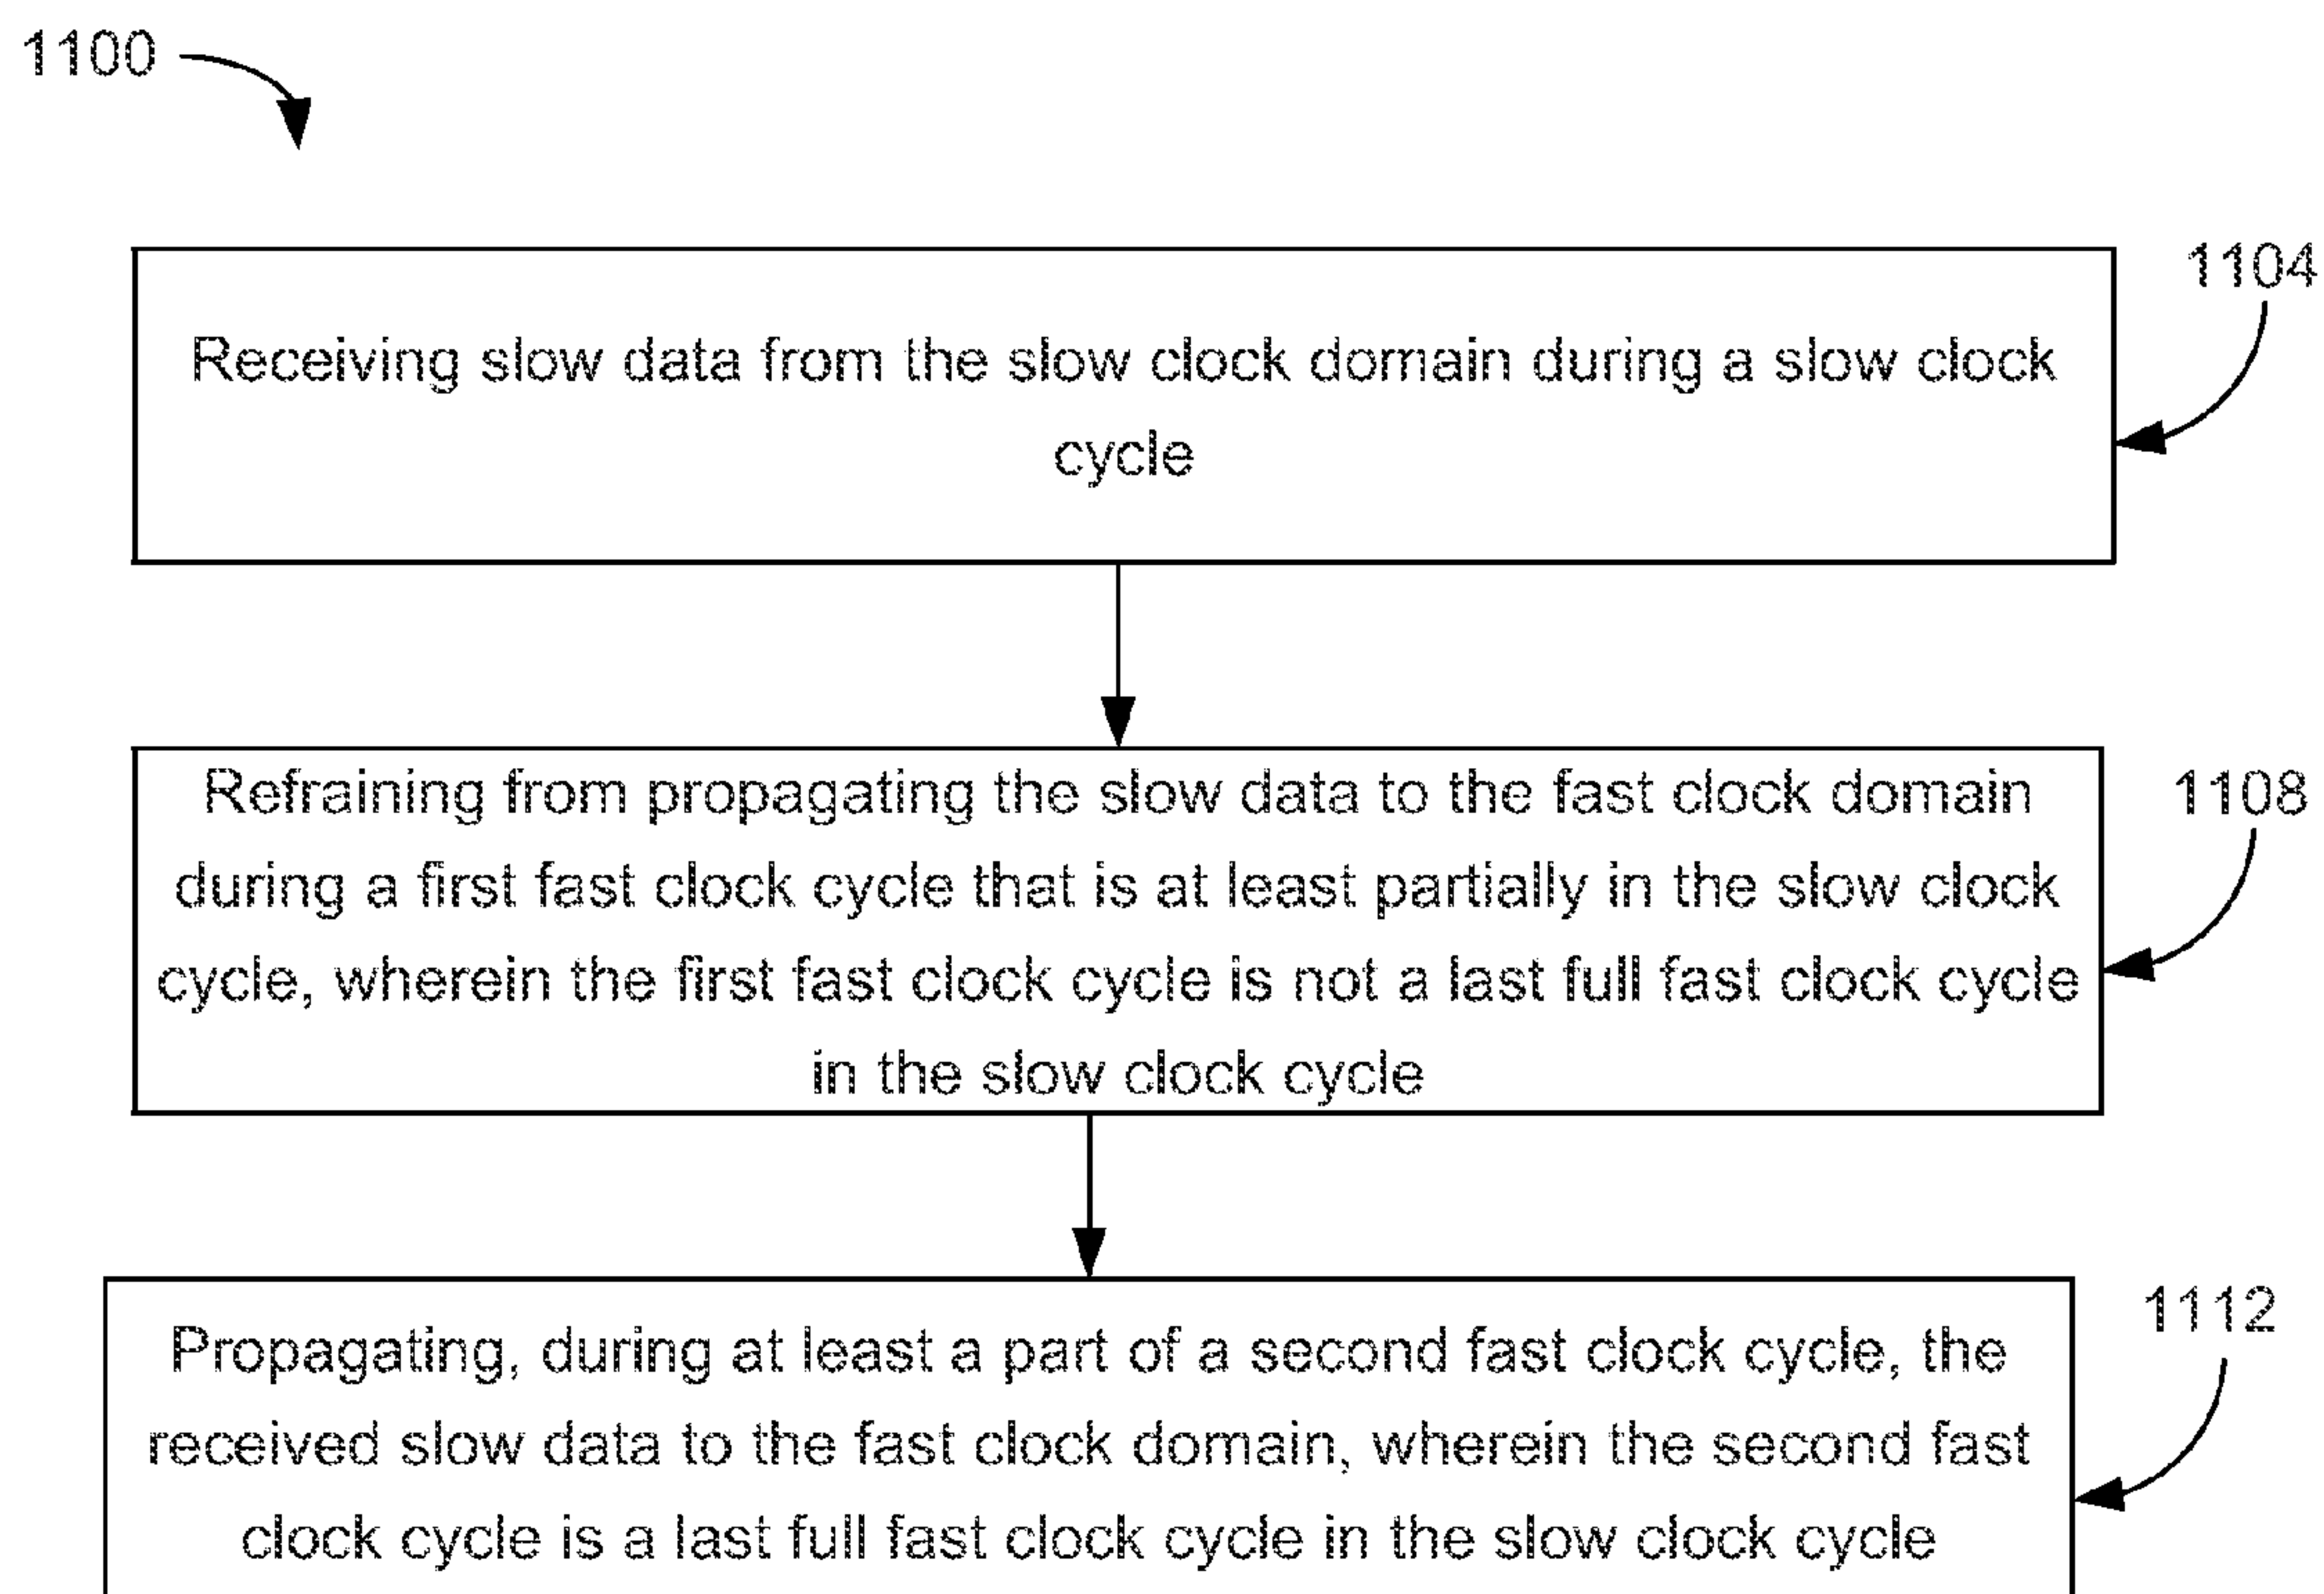 1100
1104
Receiving slow data from the slow clock domain during a slow clock
cycle
Refraining from propagating the slow data to the fast clock domain
1108
during a first fast clock cycle that is at least partially in the slow clock
cycle, wherein the first fast clock cycle is not a last full fast clock cycle
in the slow clock cycle
1112
Propagating, during at least a part of a second fast clock cycle, the
received slow data to the fast clock domain, wherein the second fast
clock cycle is a last full fast clock cycle in the slow clock cycle